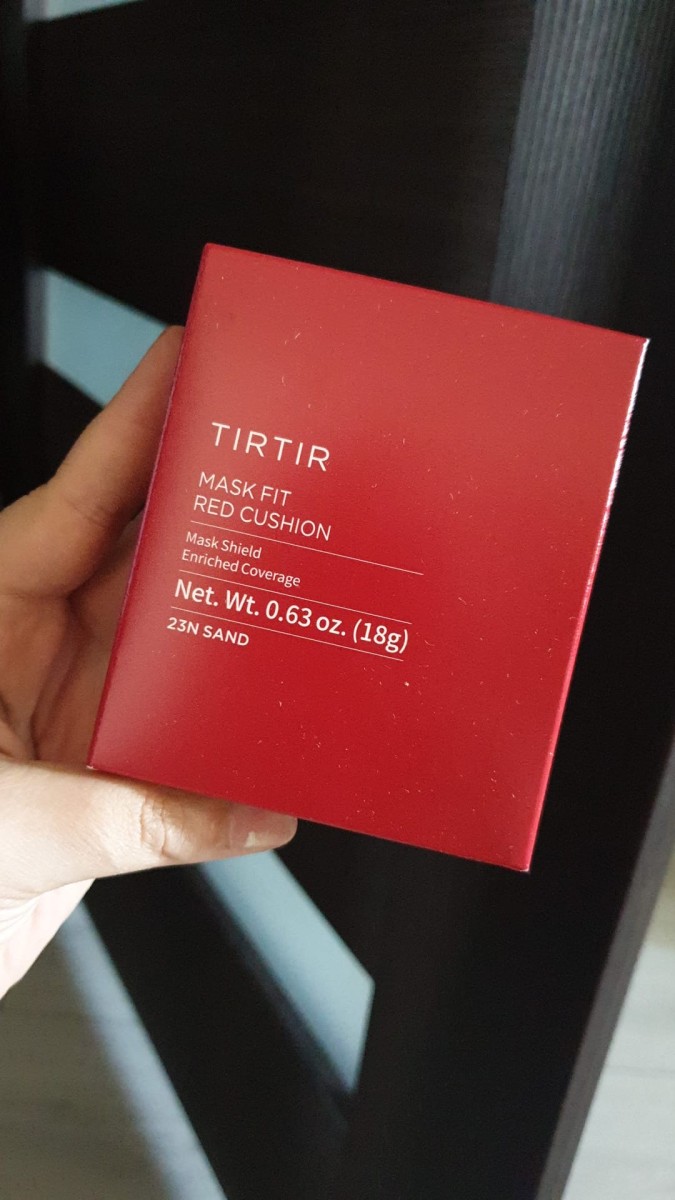 TIRTIR
MASK FIT
RED CUSHION
Mask Shield
Enriched Coverage
Net. Wt. 0.63 oz. (18g)
23N SAND